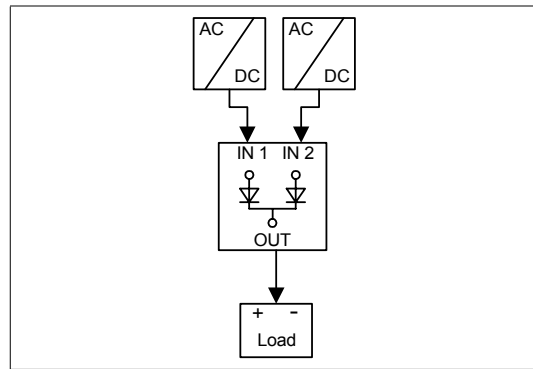 AC AC
DC DC
IN 1 IN 2
OUT
+ -
Load